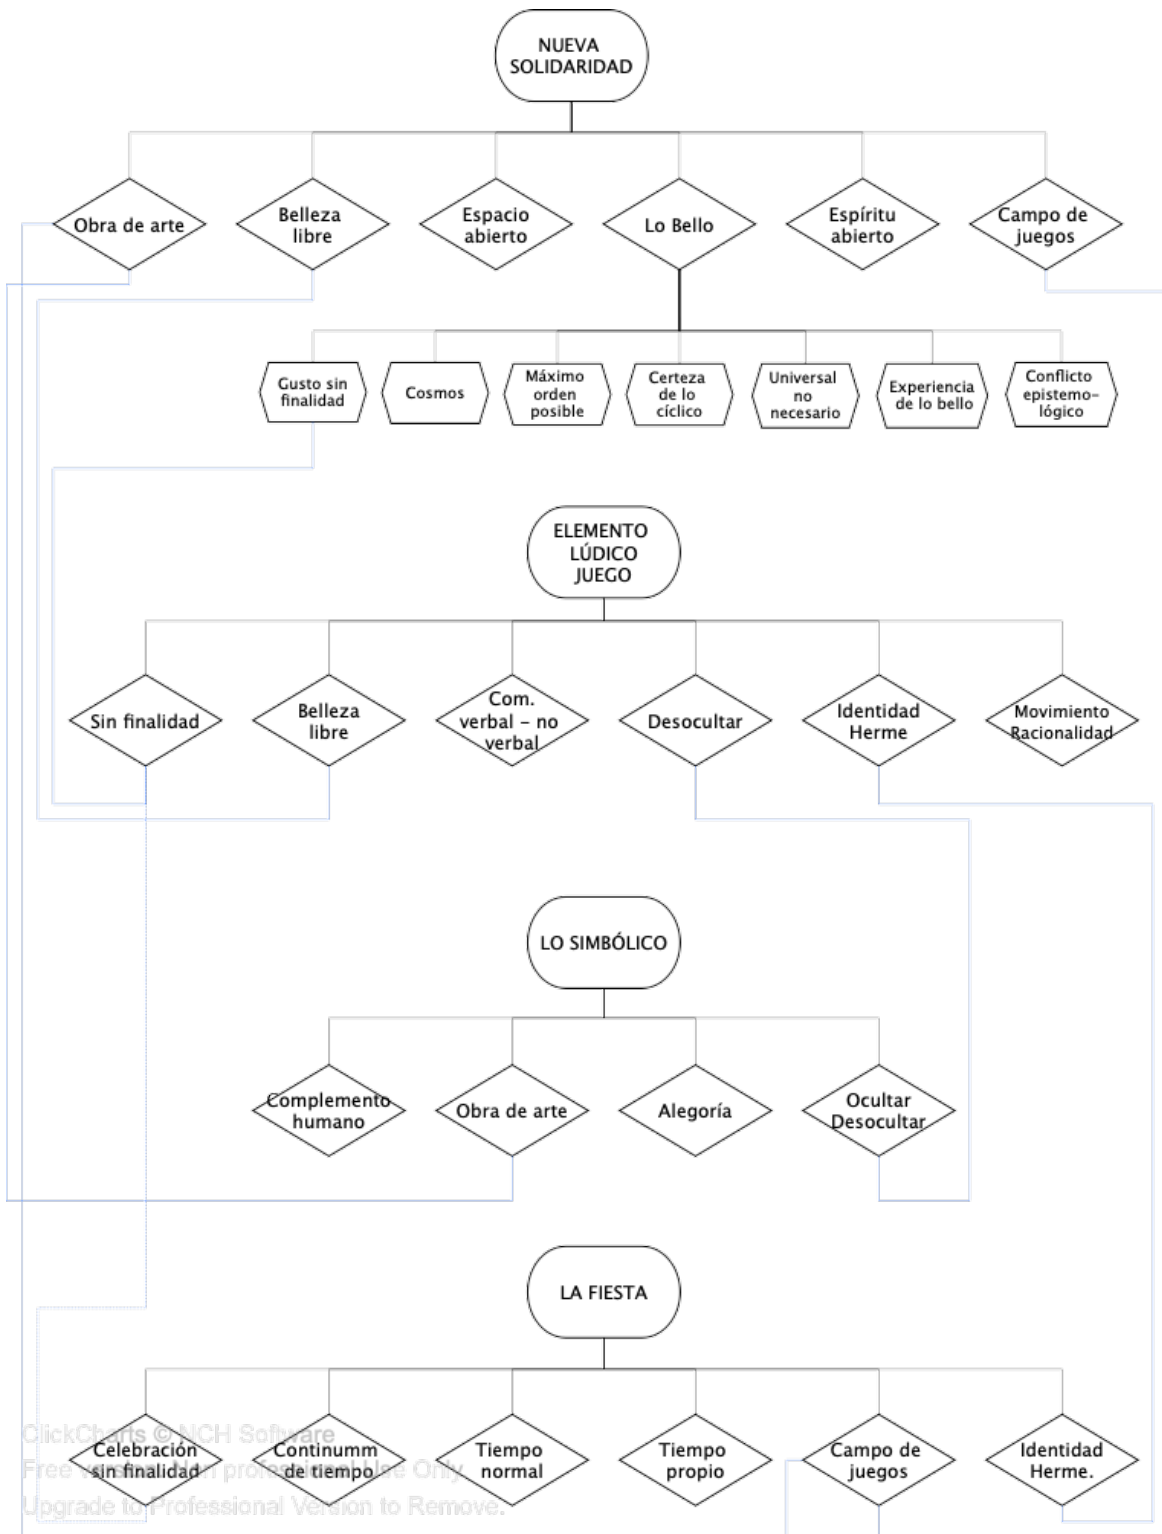 NUEVA
SOLIDARIDAD
Obra de arte
Belleza
libre
Espacio
abierto
Lo Bello
Espíritu
abierto
Campo de
juegos
Gusto sin
finalidad
Cosmos
Máximo
orden
posible
Certeza
de lo
cíclico
Universal
no
necesario
Experiencia
de lo bello
Conflicto
epistemo-
lógico
ELEMENTO
LÚDICO
JUEGO
Sin finalidad
Belleza
libre
Com.
verbal - no
verbal
Desocultar
Identidad
Herme
Movimiento
Racionalidad
LO SIMBÓLICO
Complemento
humano
Obra de arte
Alegoría
Ocultar
Desocultar
LA FIESTA
Celebración
sin finalidad
Continumm
de tiempo
Tiempo
normal
Tiempo
propio
Campo de
juegos
Identidad
Herme.
ClickCharts © NCH Software
Free version. Non professional Use Only.
Upgrade to Professional Version to Remove.